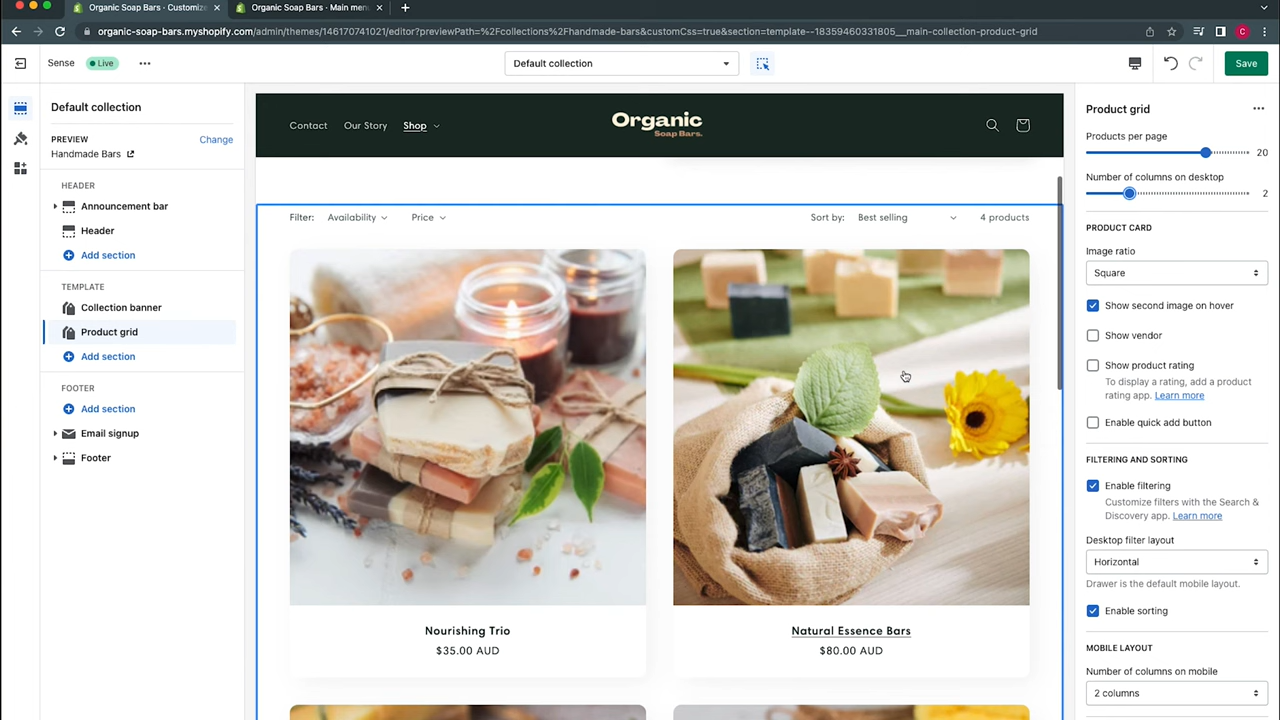 Organic Soap Bars - Customize
Organic Soap Bars - Main menu
organic-soap-bars.myshopify.com/admin/themes/146170741021/editor?previewPath=%2Fcollections%2Fhandmade-bars&customCss=true&section=template--18359460331805__main-collection-product-grid
C
Sense
Live
Default collection
Save
Default collection
PREVIEW
Change
Handmade Bars
HEADER
Announcement bar
Header
Add section
TEMPLATE
Collection banner
Product grid
Add section
FOOTER
Add section
Email signup
Footer
Contact
Our Story
Shop
Organic
Soap Bars.
Filter:
Availability
Price
Sort by:
Best selling
4 products
Nourishing Trio
$35.00 AUD
Natural Essence Bars
$80.00 AUD
Product grid
Products per page
20
Number of columns on desktop
2
PRODUCT CARD
Image ratio
Square
Show second image on hover
Show vendor
Show product rating
To display a rating, add a product
rating app. Learn more
Enable quick add button
FILTERING AND SORTING
Enable filtering
Customize filters with the Search &
Discovery app. Learn more
Desktop filter layout
Horizontal
Drawer is the default mobile layout.
Enable sorting
MOBILE LAYOUT
Number of columns on mobile
2 columns